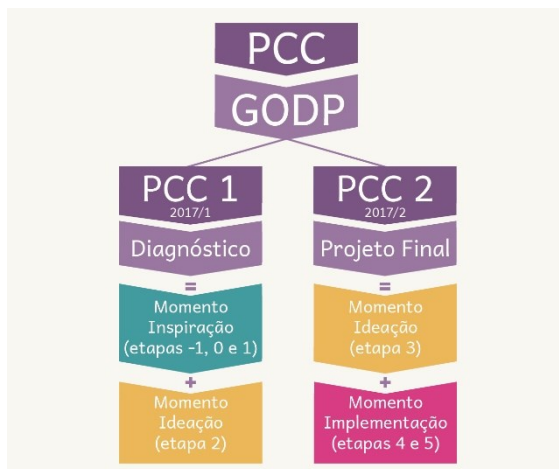 PCC
GODP
PCC 1
2017/1
Diagnóstico
=
Momento
Inspiração
(etapas -1, 0 e 1)
+
Momento
Ideação
(etapa 2)
PCC 2
2017/2
Projeto Final
=
Momento
Ideação
(etapa 3)
+
Momento
Implementação
(etapas 4 e 5)